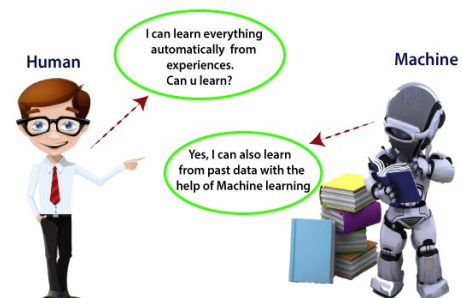 Human
I can learn everything
automatically from
experiences.
Can u learn?
Machine
Yes, I can also learn
from past data with the
help of Machine learning